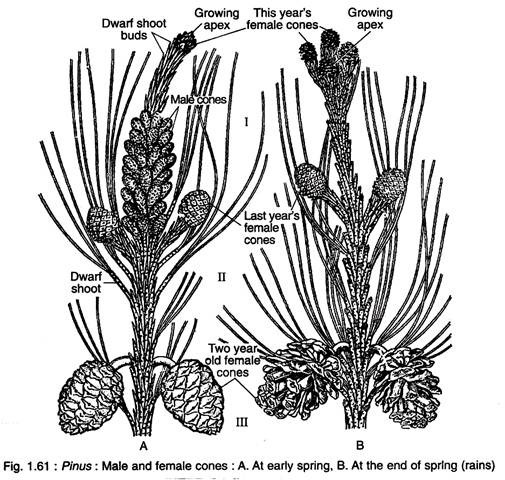 Dwarf shoot
buds
Growing
apex
This year's
female cones
Growing
apex
Male cones
I
Last year's
female
cones
Dwarf
shoot
II
Two year
old female
cones
III
A
B
Fig. 1.61 : Pinus : Male and female cones : A. At early spring, B. At the end of spring (rains)